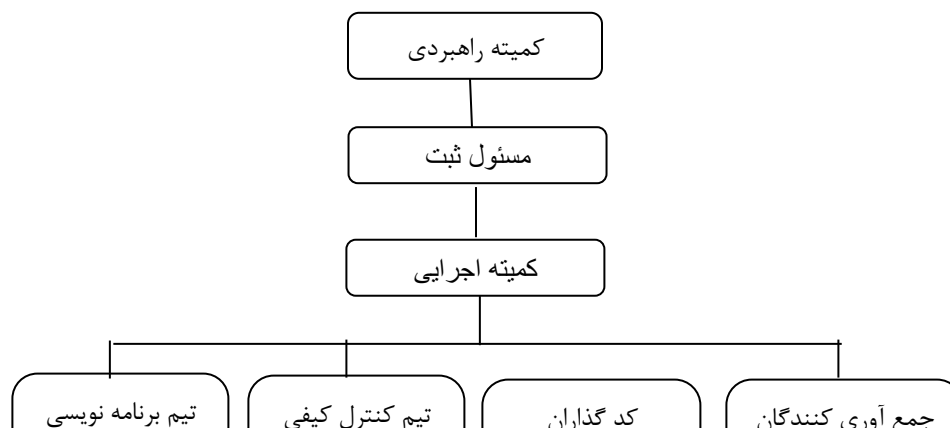 کمیته راهبردی
مسئول ثبت
کمیته اجرایی
جمع آوری کنندگان
کد گذاران
تیم کنترل کیفی
تیم برنامه نویسی